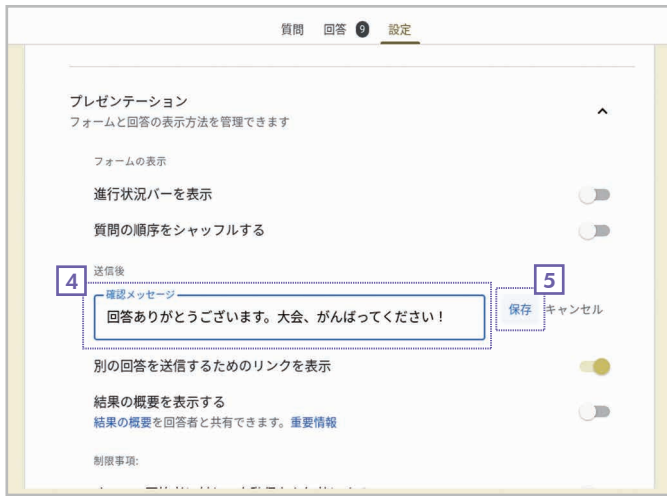 質問 回答 9 設定
プレゼンテーション
フォームと回答の表示方法を管理できます
フォームの表示
進行状況バーを表示
質問の順序をシャッフルする
送信後
4
5
確認メッセージ
回答ありがとうございます。大会、がんばってください！
保存 キャンセル
別の回答を送信するためのリンクを表示
結果の概要を表示する
結果の概要を回答者と共有できます。重要情報
制限事項: